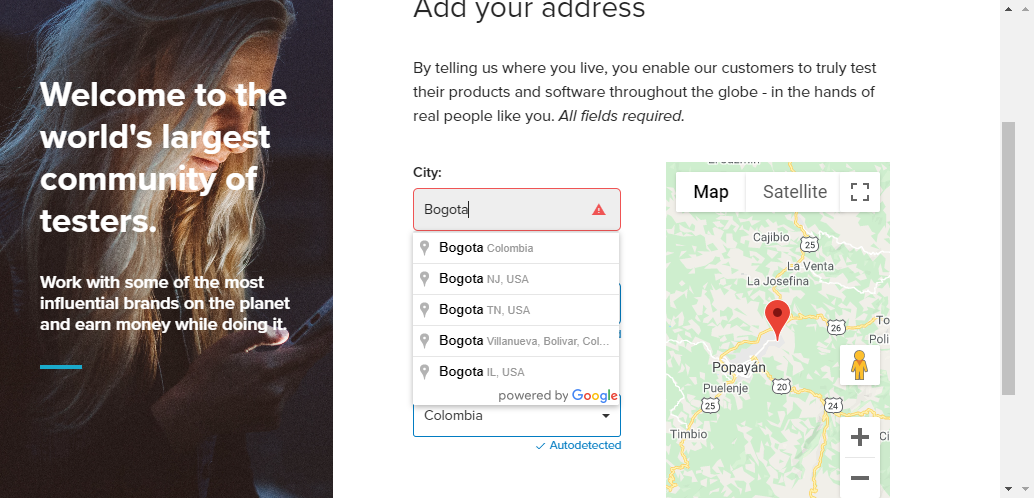 Add your address
Welcome to the
world's largest
community of
testers.
Work with some of the most
influential brands on the planet
and earn money while doing it.
By telling us where you live, you enable our customers to truly test
their products and software throughout the globe - in the hands of
real people like you. All fields required.
City:
Bogota
Bogota Colombia
Bogota NJ, USA
Bogota TN, USA
Bogota Villanueva, Bolivar, Col...
Bogota IL, USA
powered by Google
Colombia
Autodetected
Map
Satellite
Cajibio
25
La Venta
La Josefina
26
To
Poli
Popayán
Puelenje
20
25
24
Timbio
Ci